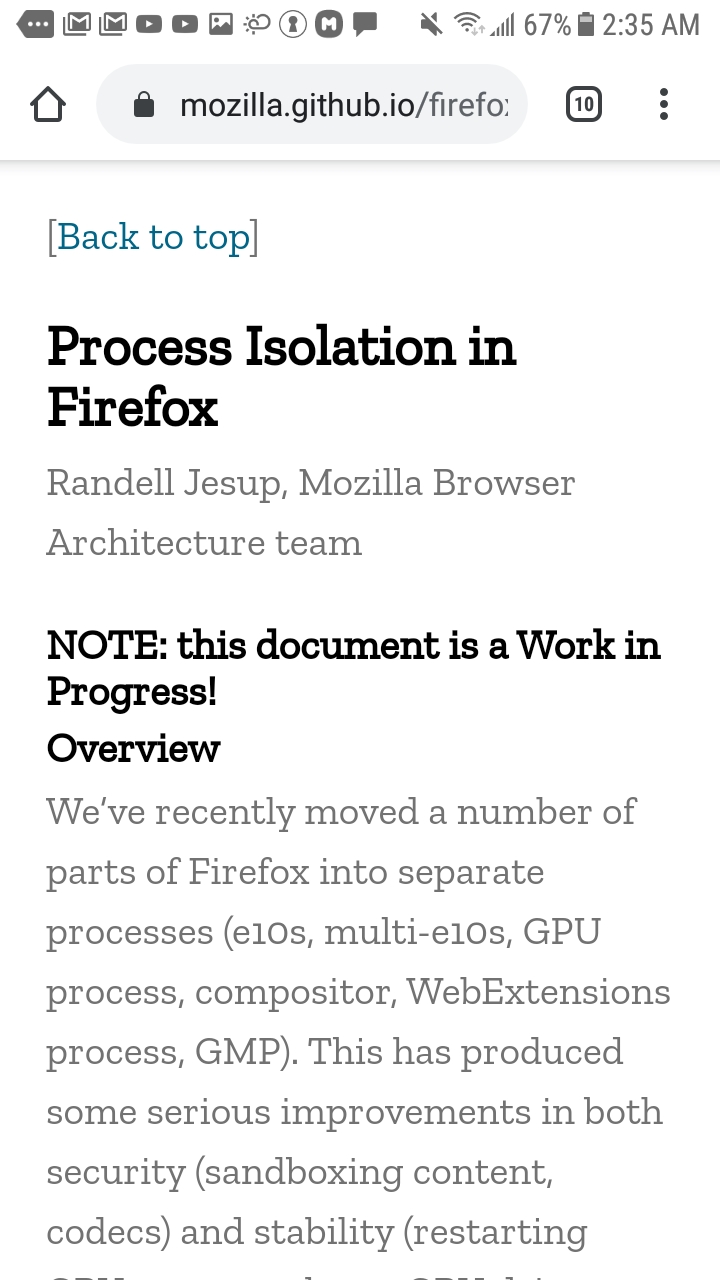 67% 2:35 AM
mozilla.github.io/firefo
10
[Back to top]
Process Isolation in
Firefox
Randell Jesup, Mozilla Browser
Architecture team
NOTE: this document is a Work in
Progress!
Overview
We’ve recently moved a number of
parts of Firefox into separate
processes (e10s, multi-e10s, GPU
process, compositor, WebExtensions
process, GMP). This has produced
some serious improvements in both
security (sandboxing content,
codecs) and stability (restarting